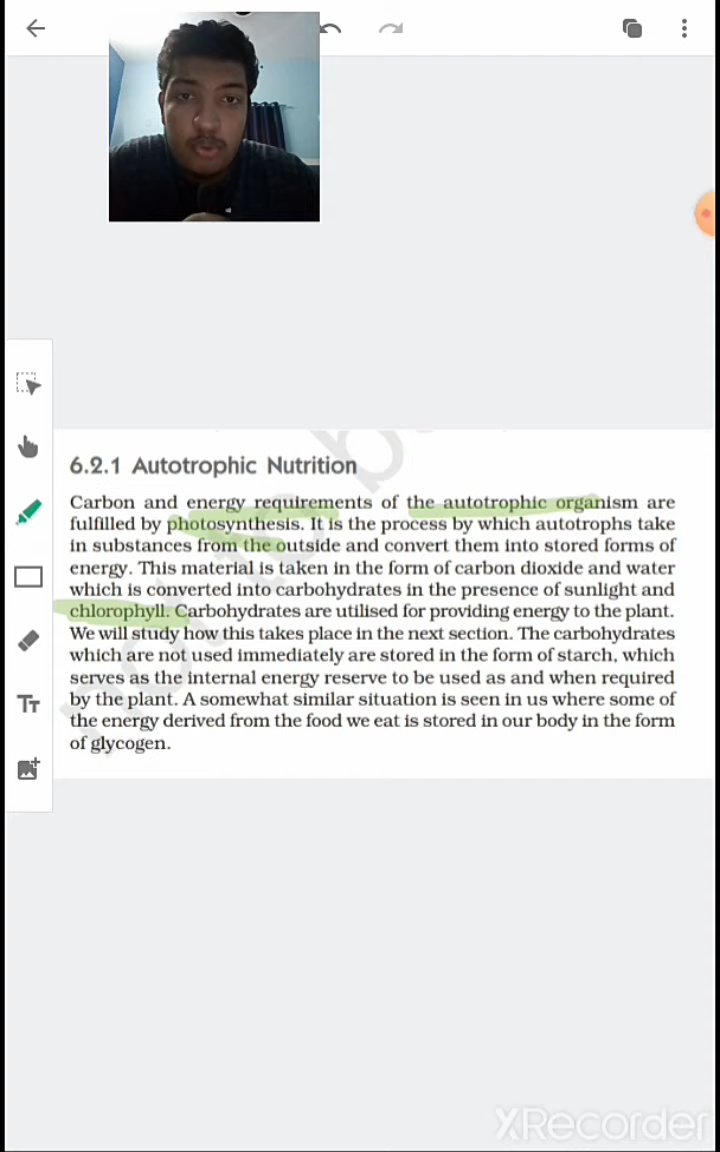 6.2.1 Autotrophic Nutrition
Carbon and energy requirements of the autotrophic organism are
fulfilled by photosynthesis. It is the process by which autotrophs take
in substances from the outside and convert them into stored forms of
energy. This material is taken in the form of carbon dioxide and water
which is converted into carbohydrates in the presence of sunlight and
chlorophyll. Carbohydrates are utilised for providing energy to the plant.
We will study how this takes place in the next section. The carbohydrates
which are not used immediately are stored in the form of starch, which
serves as the internal energy reserve to be used as and when required
by the plant. A somewhat similar situation is seen in us where some of
the energy derived from the food we eat is stored in our body in the form
of glycogen.
TT
XRecorder